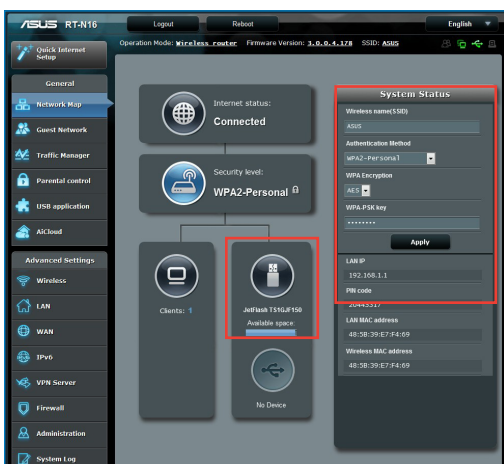 ASUS RT-N16
Logout
Reboot
English
Quick Internet
Setup
Operation Mode: Wireless router Firmware Version: 3.0.0.4.178 SSID: ASUS
General
Network Map
Guest Network
Traffic Manager
Parental control
USB application
AiCloud
Advanced Settings
Wireless
LAN
WAN
IPv6
VPN Server
Firewall
Administration
System Log
Internet status:
Connected
Security level:
WPA2-Personal
Clients: 1
JetFlash TS1GJF150
Available space:
No Device
System Status
Wireless name(SSID)
ASUS
Authentication Method
WPA2-Personal
WPA Encryption
AES
WPA-PSK key
••••••••
Apply
LAN IP
192.168.1.1
PIN code
20445317
LAN MAC address
48:5B:39:E7:F4:69
Wireless MAC address
48:5B:39:E7:F4:69